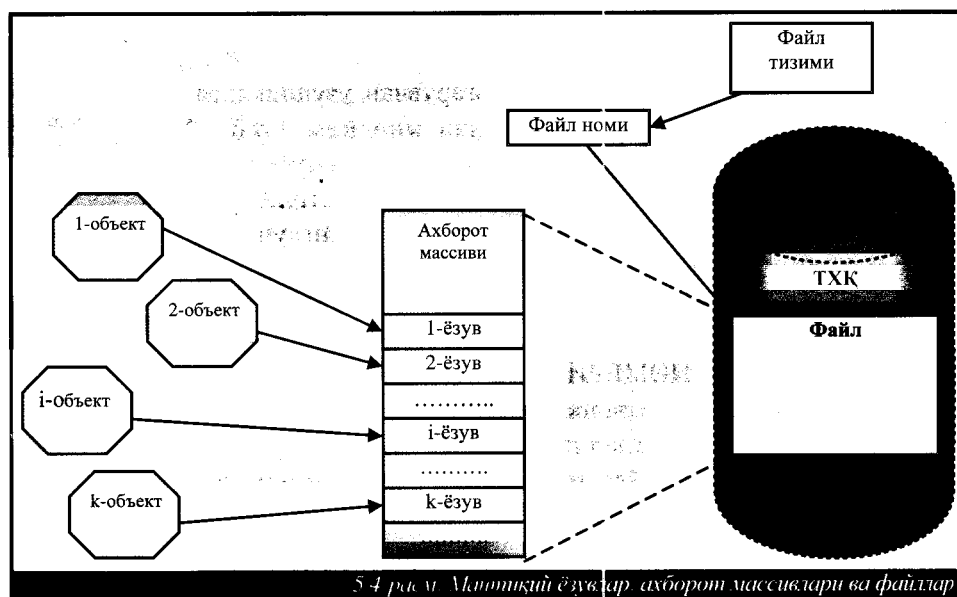 Файл
тизими
Файл номи
1-объект
2-объект
i-объект
k-объект
Ахборот
массиви
1-ёзув
2-ёзув
………..
i-ёзув
……….
k-ёзув
ТХҚ
Файл
5.4-расм. Мантиқий ёзувлар, ахборот массивлари ва файллар